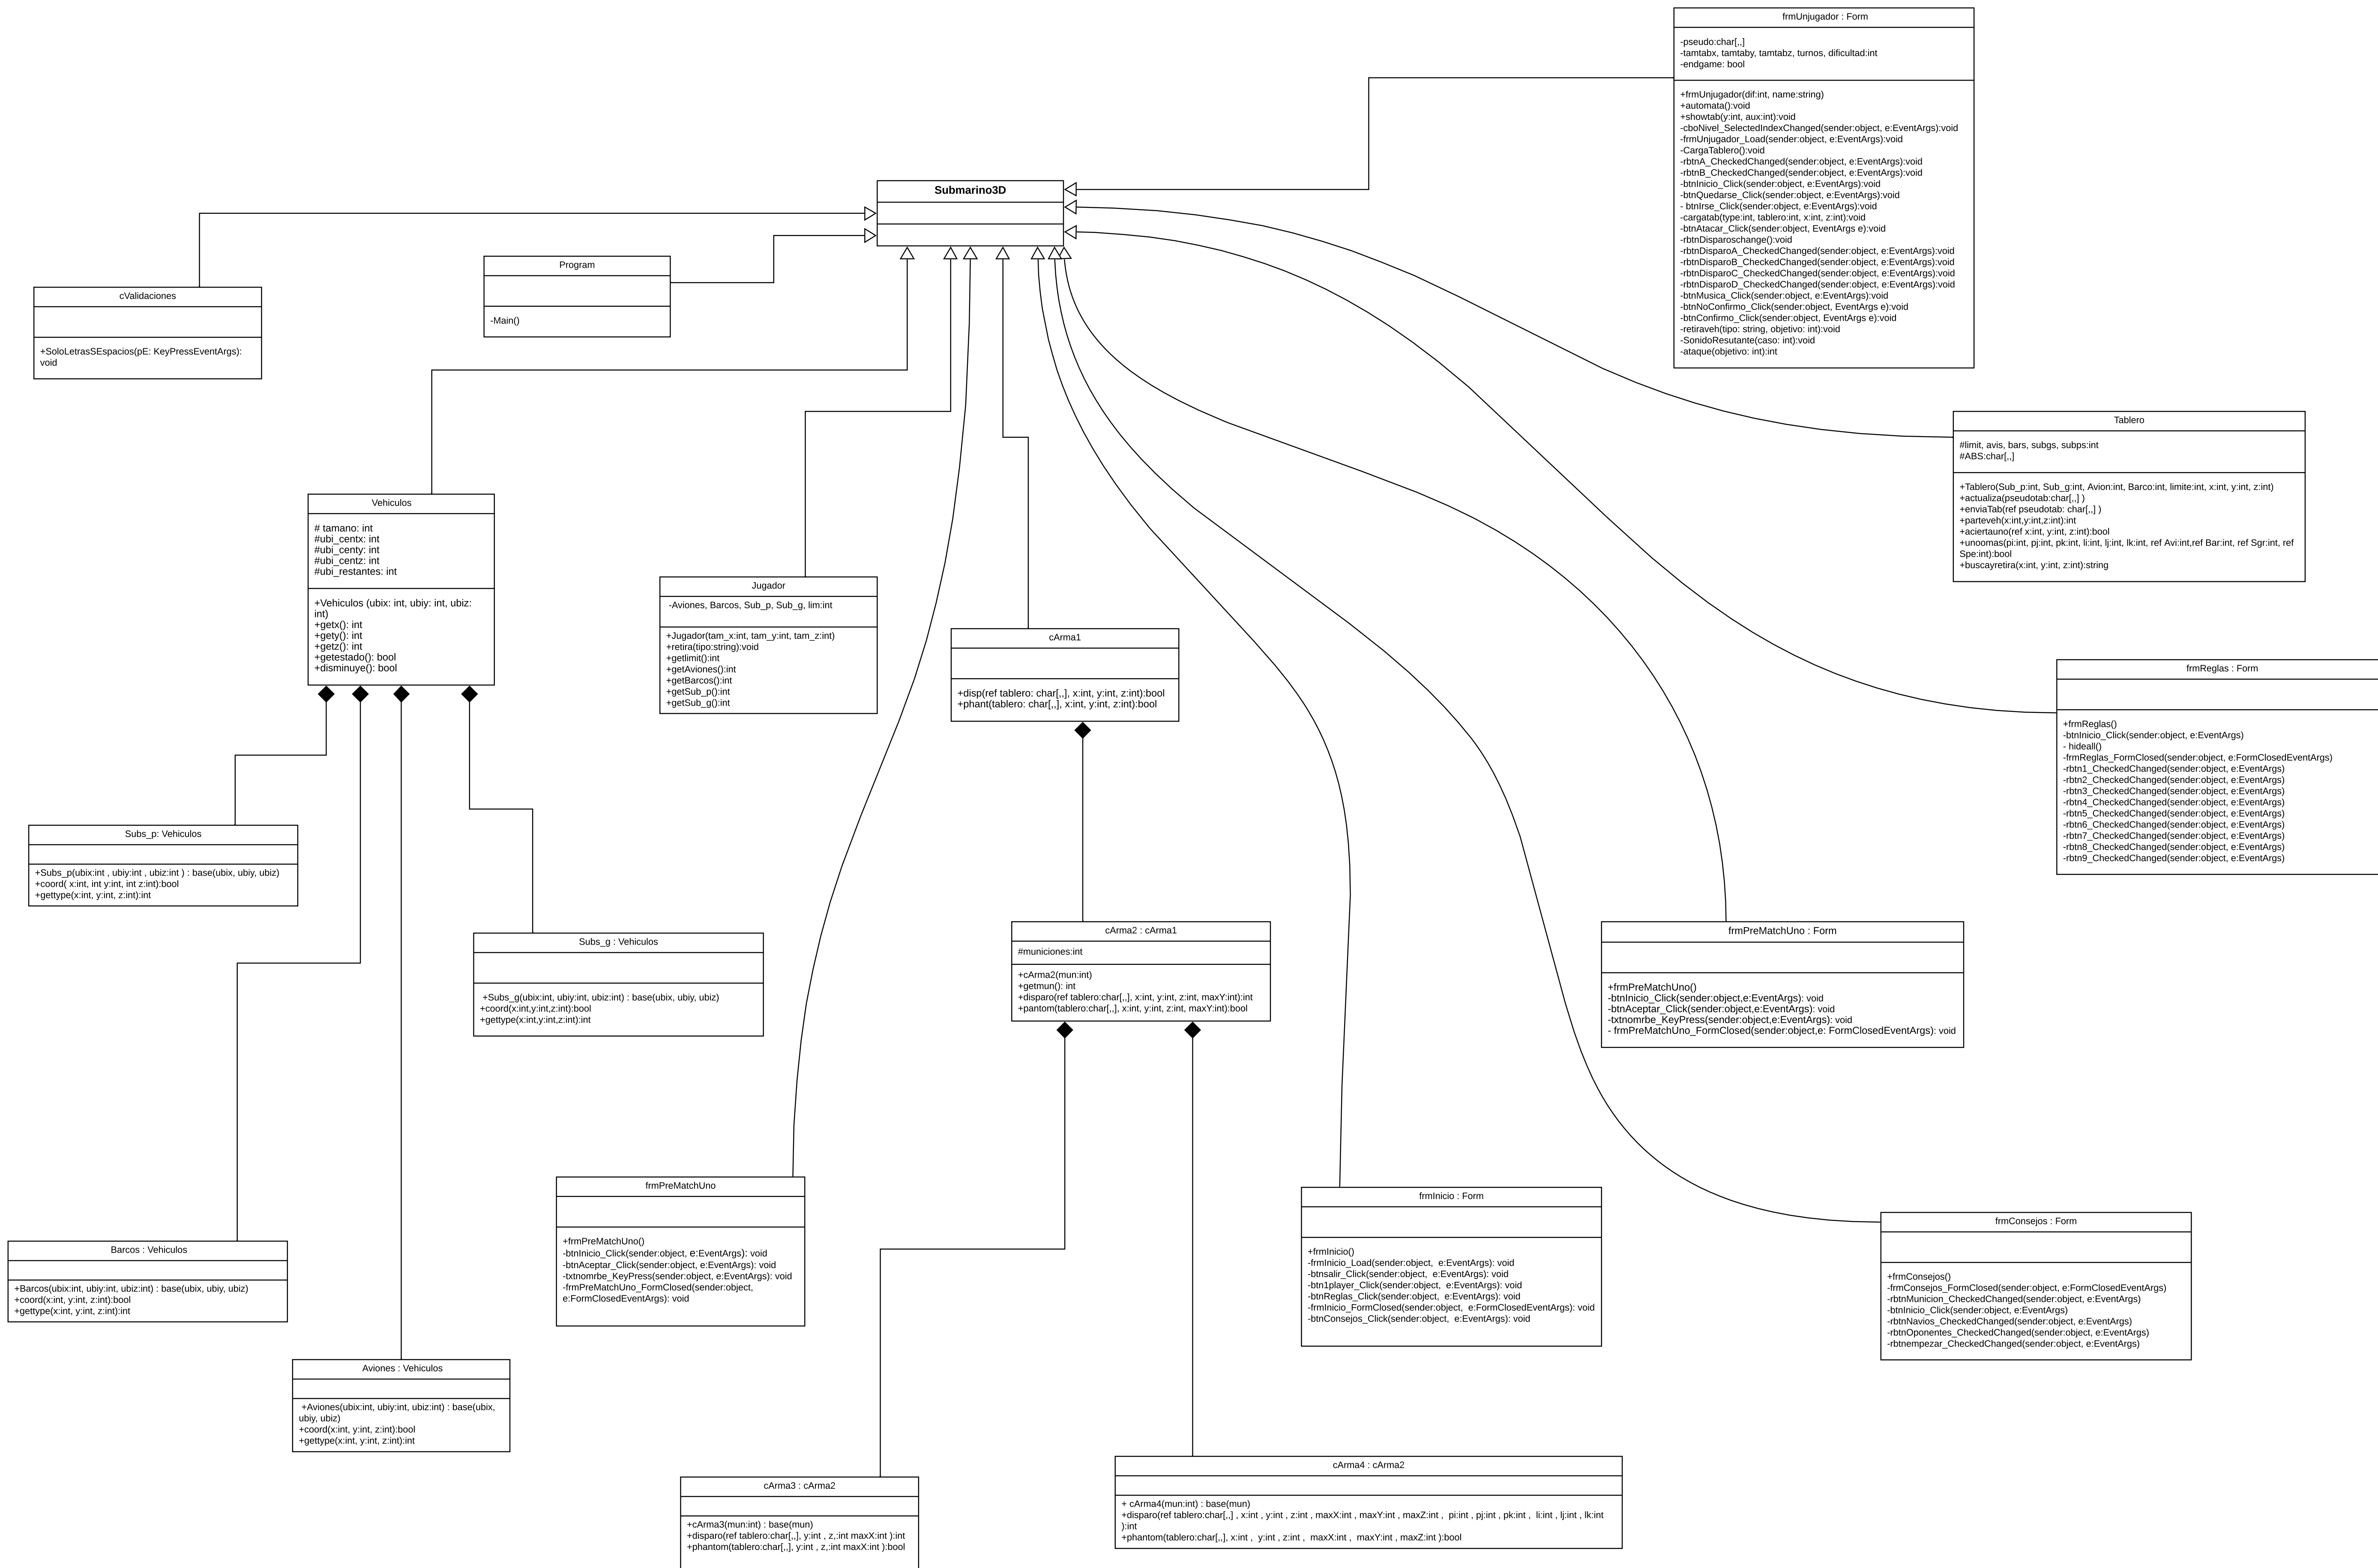 frmUnjugador : Form
-pseudo:char[,,]
-tamtabx, tamtaby, tamtabz, turnos, dificultad:int
-endgame: bool
+frmUnjugador(dif:int, name:string)
+automata():void
+showtab(y:int, aux:int):void
-cboNivel_SelectedIndexChanged(sender:object, e:EventArgs):void
-frmUnjugador_Load(sender:object, e:EventArgs):void
-CargaTablero():void
-rbtnA_CheckedChanged(sender:object, e:EventArgs):void
-rbtnB_CheckedChanged(sender:object, e:EventArgs):void
-btnInicio_Click(sender:object, e:EventArgs):void
-btnQuedarse_Click(sender:object, e:EventArgs):void
- btnIrse_Click(sender:object, e:EventArgs):void
-cargatab(type:int, tablero:int, x:int, z:int):void
-btnAtacar_Click(sender:object, EventArgs e):void
-rbtnDisparoschange():void
-rbtnDisparoA_CheckedChanged(sender:object, e:EventArgs):void
-rbtnDisparoB_CheckedChanged(sender:object, e:EventArgs):void
-rbtnDisparoC_CheckedChanged(sender:object, e:EventArgs):void
-rbtnDisparoD_CheckedChanged(sender:object, e:EventArgs):void
-btnMusica_Click(sender:object, e:EventArgs):void
-btnNoConfirmo_Click(sender:object, EventArgs e):void
-btnConfirmo_Click(sender:object, EventArgs e):void
-retiraveh(tipo: string, objetivo: int):void
-SonidoResutante(caso: int):void
-ataque(objetivo: int):int
Submarino3D
Program
-Main()
cValidaciones
+SoloLetrasSEspacios(pE: KeyPressEventArgs):
void
Tablero
#limit, avis, bars, subgs, subps:int
#ABS:char[,,]
+Tablero(Sub_p:int, Sub_g:int, Avion:int, Barco:int, limite:int, x:int, y:int, z:int)
+actualiza(pseudotab:char[,,] )
+enviaTab(ref pseudotab: char[,,] )
+parteveh(x:int,y:int,z:int):int
+aciertauno(ref x:int, y:int, z:int):bool
+unoomas(pi:int, pj:int, pk:int, li:int, lj:int, lk:int, ref Avi:int,ref Bar:int, ref Sgr:int, ref
Spe:int):bool
+buscayretira(x:int, y:int, z:int):string
Vehiculos
# tamano: int
#ubi_centx: int
#ubi_centy: int
#ubi_centz: int
#ubi_restantes: int
+Vehiculos (ubix: int, ubiy: int, ubiz:
int)
+getx(): int
+gety(): int
+getz(): int
+getestado(): bool
+disminuye(): bool
Jugador
-Aviones, Barcos, Sub_p, Sub_g, lim:int
+Jugador(tam_x:int, tam_y:int, tam_z:int)
+retira(tipo:string):void
+getlimit():int
+getAviones():int
+getBarcos():int
+getSub_p():int
+getSub_g():int
cArma1
+disp(ref tablero: char[,,], x:int, y:int, z:int):bool
+phant(tablero: char[,,], x:int, y:int, z:int):bool
frmReglas : Form
+frmReglas()
-btnInicio_Click(sender:object, e:EventArgs)
- hideall()
-frmReglas_FormClosed(sender:object, e:FormClosedEventArgs)
-rbtn1_CheckedChanged(sender:object, e:EventArgs)
-rbtn2_CheckedChanged(sender:object, e:EventArgs)
-rbtn3_CheckedChanged(sender:object, e:EventArgs)
-rbtn4_CheckedChanged(sender:object, e:EventArgs)
-rbtn5_CheckedChanged(sender:object, e:EventArgs)
-rbtn6_CheckedChanged(sender:object, e:EventArgs)
-rbtn7_CheckedChanged(sender:object, e:EventArgs)
-rbtn8_CheckedChanged(sender:object, e:EventArgs)
-rbtn9_CheckedChanged(sender:object, e:EventArgs)
Subs_p: Vehiculos
+Subs_p(ubix:int , ubiy:int , ubiz:int ) : base(ubix, ubiy, ubiz)
+coord( x:int, int y:int, int z:int):bool
+gettype(x:int, y:int, z:int):int
Subs_g : Vehiculos
+Subs_g(ubix:int, ubiy:int, ubiz:int) : base(ubix, ubiy, ubiz)
+coord(x:int,y:int,z:int):bool
+gettype(x:int,y:int,z:int):int
cArma2 : cArma1
#municiones:int
+cArma2(mun:int)
+getmun(): int
+disparo(ref tablero:char[,,], x:int, y:int, z:int, maxY:int):int
+pantom(tablero:char[,,], x:int, y:int, z:int, maxY:int):bool
frmPreMatchUno : Form
+frmPreMatchUno()
-btnInicio_Click(sender:object,e:EventArgs): void
-btnAceptar_Click(sender:object,e:EventArgs): void
-txtnomrbe_KeyPress(sender:object,e:EventArgs): void
- frmPreMatchUno_FormClosed(sender:object,e: FormClosedEventArgs): void
frmPreMatchUno
+frmPreMatchUno()
-btnInicio_Click(sender:object, e:EventArgs): void
-btnAceptar_Click(sender:object, e:EventArgs): void
-txtnomrbe_KeyPress(sender:object, e:EventArgs): void
-frmPreMatchUno_FormClosed(sender:object,
e:FormClosedEventArgs): void
frmInicio : Form
+frmInicio()
-frmInicio_Load(sender:object,  e:EventArgs): void
-btnsalir_Click(sender:object,  e:EventArgs): void
-btn1player_Click(sender:object,  e:EventArgs): void
-btnReglas_Click(sender:object,  e:EventArgs): void
-frmInicio_FormClosed(sender:object,  e:FormClosedEventArgs): void
-btnConsejos_Click(sender:object,  e:EventArgs): void
frmConsejos : Form
+frmConsejos()
-frmConsejos_FormClosed(sender:object, e:FormClosedEventArgs)
-rbtnMunicion_CheckedChanged(sender:object, e:EventArgs)
-btnInicio_Click(sender:object, e:EventArgs)
-rbtnNavios_CheckedChanged(sender:object, e:EventArgs)
-rbtnOponentes_CheckedChanged(sender:object, e:EventArgs)
-rbtnempezar_CheckedChanged(sender:object, e:EventArgs)
Barcos : Vehiculos
+Barcos(ubix:int, ubiy:int, ubiz:int) : base(ubix, ubiy, ubiz)
+coord(x:int, y:int, z:int):bool
+gettype(x:int, y:int, z:int):int
Aviones : Vehiculos
+Aviones(ubix:int, ubiy:int, ubiz:int) : base(ubix,
ubiy, ubiz)
+coord(x:int, y:int, z:int):bool
+gettype(x:int, y:int, z:int):int
cArma3 : cArma2
+cArma3(mun:int) : base(mun)
+disparo(ref tablero:char[,,], y:int , z,:int maxX:int ):int
+phantom(tablero:char[,,], y:int , z,:int maxX:int ):bool
cArma4 : cArma2
+ cArma4(mun:int) : base(mun)
+disparo(ref tablero:char[,,] , x:int , y:int , z:int , maxX:int , maxY:int , maxZ:int ,  pi:int , pj:int , pk:int ,  li:int , lj:int , lk:int
):int
+phantom(tablero:char[,,], x:int ,  y:int , z:int ,  maxX:int ,  maxY:int , maxZ:int ):bool